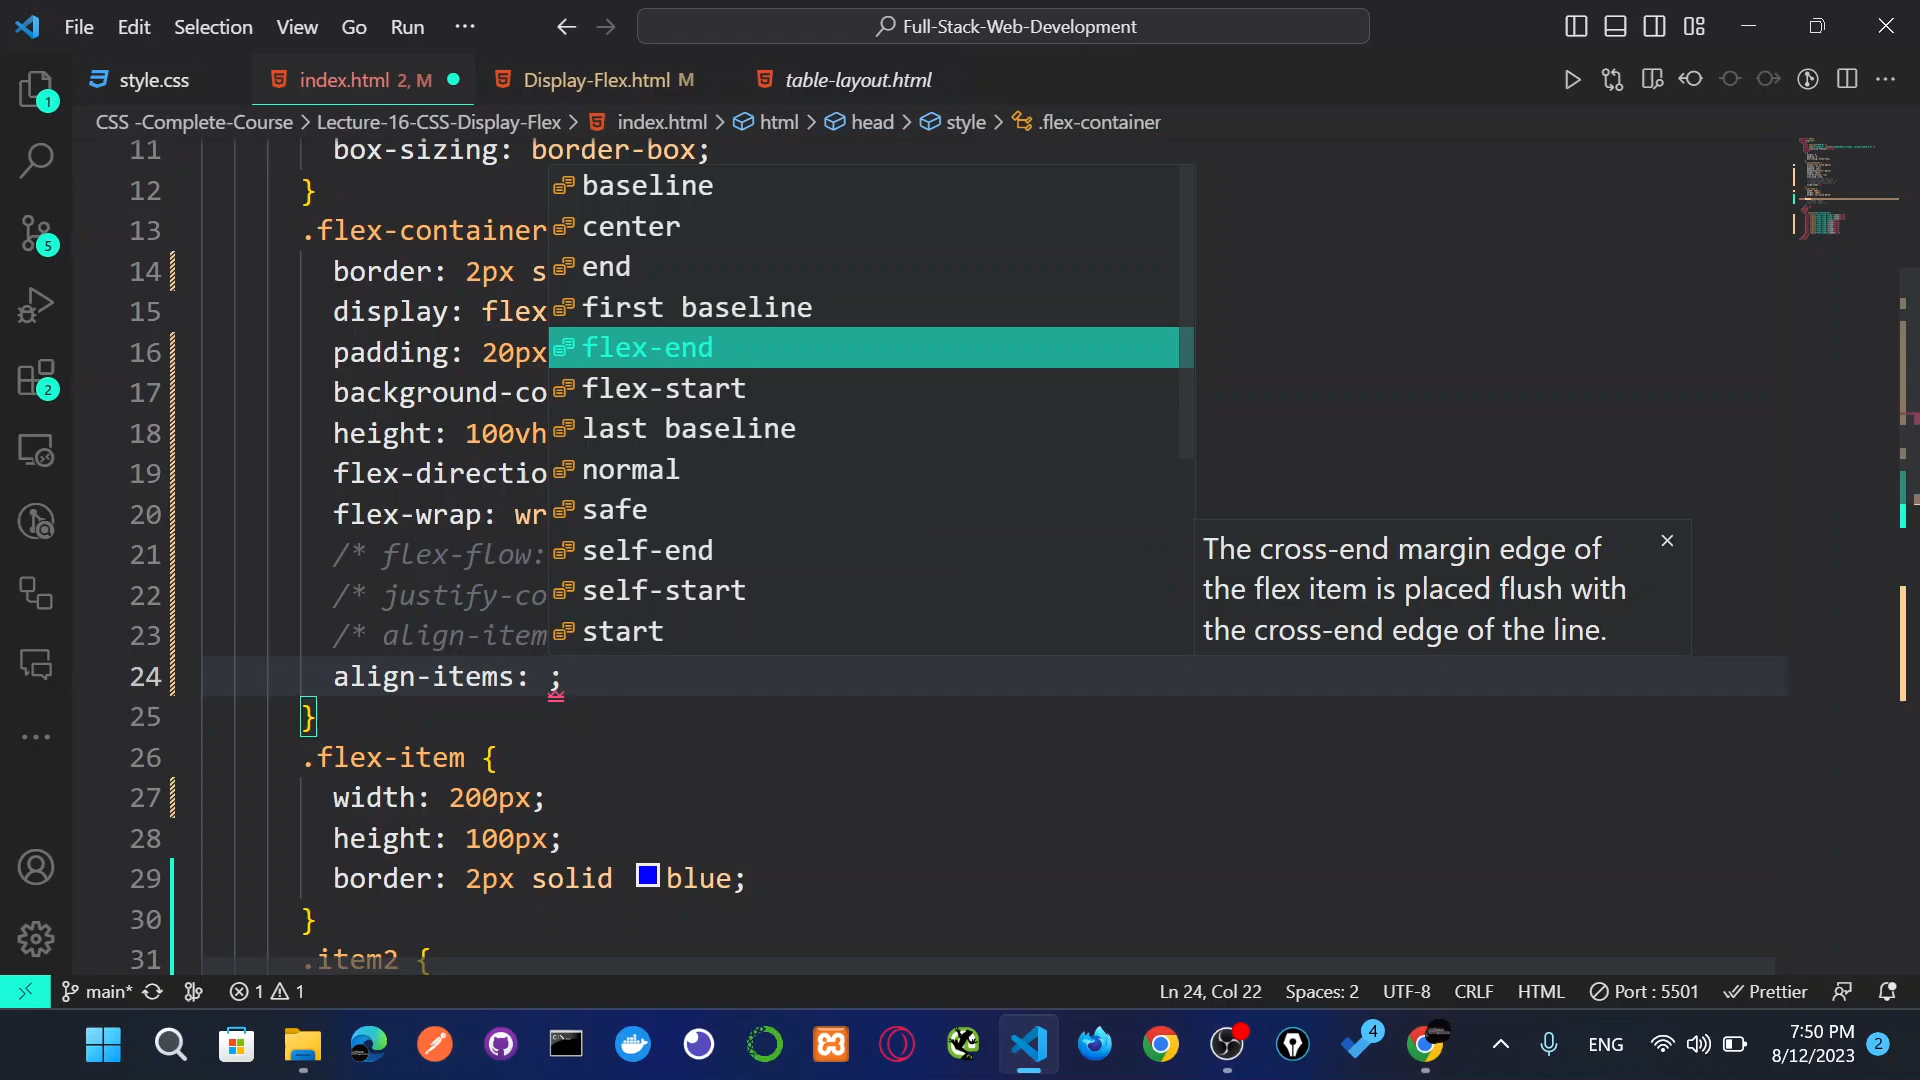 File Edit Selection View Go Run ···
Full-Stack-Web-Development
style.css index.html 2, M Display-Flex.html M table-layout.html
CSS -Complete-Course > Lecture-16-CSS-Display-Flex > index.html > html > head > style > .flex-container
11 box-sizing: border-box;
12 }
13 .flex-container
14 border: 2px s
15 display: flex
16 padding: 20px
17 background-co
18 height: 100vh
19 flex-directio
20 flex-wrap: wr
21 /* flex-flow:
22 /* justify-co
23 /* align-item
24 align-items: ;
25 }
26 .flex-item {
27 width: 200px;
28 height: 100px;
29 border: 2px solid blue;
30 }
31 .item2 {
baseline
center
end
first baseline
flex-end
flex-start
last baseline
normal
safe
self-end
self-start
start
The cross-end margin edge of
the flex item is placed flush with
the cross-end edge of the line.
1
5
2
main* 1 1 Ln 24, Col 22 Spaces: 2 UTF-8 CRLF HTML Port : 5501 Prettier
4 ENG 7:50 PM 2
8/12/2023